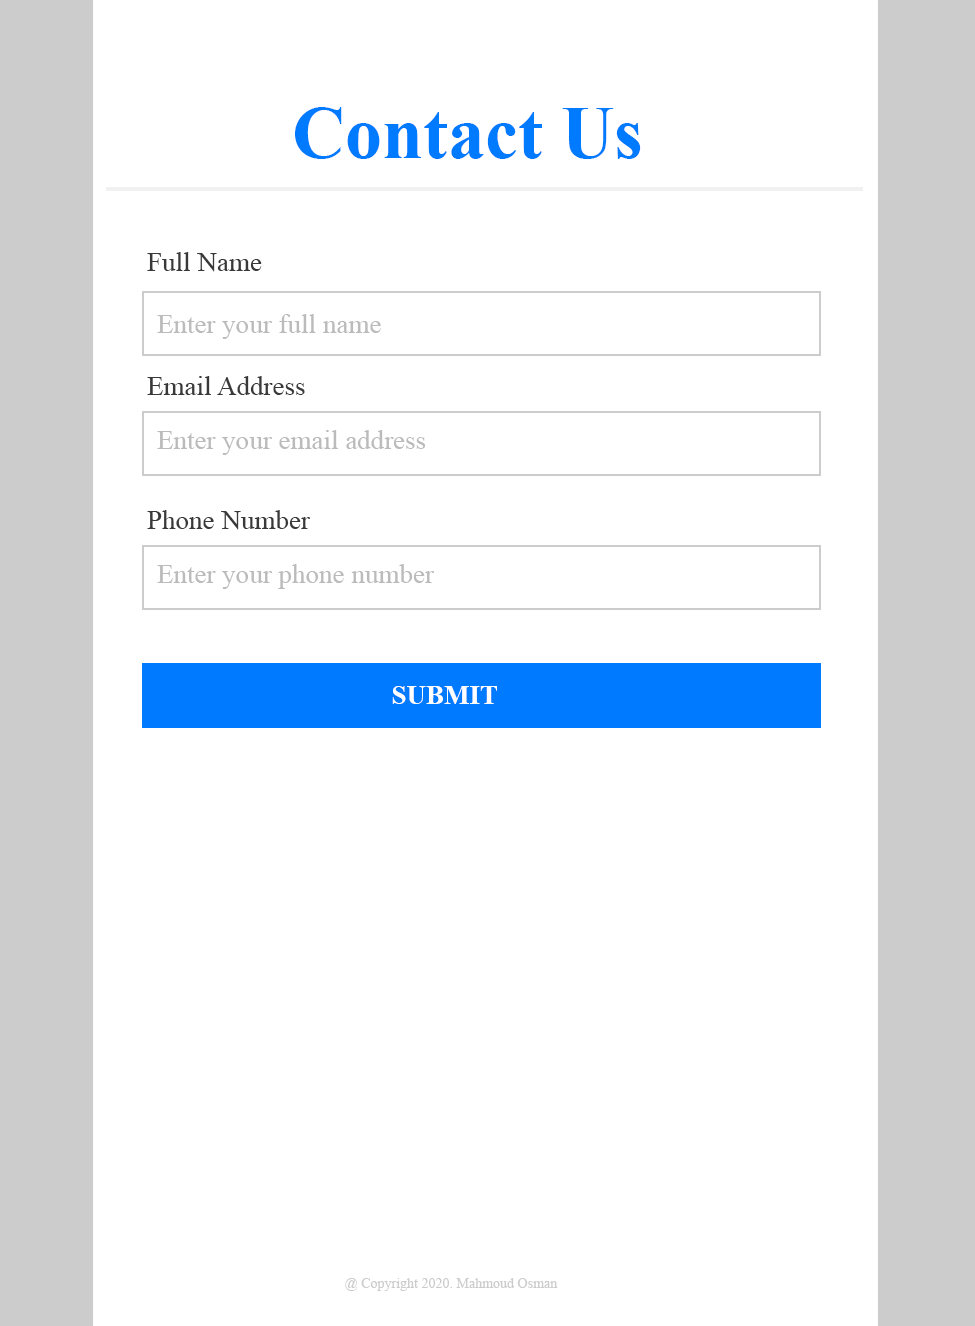 Contact Us
Full Name
Enter your full name
Email Address
Enter your email address
Phone Number
Enter your phone number
SUBMIT
@ Copyright 2020. Mahmoud Osman